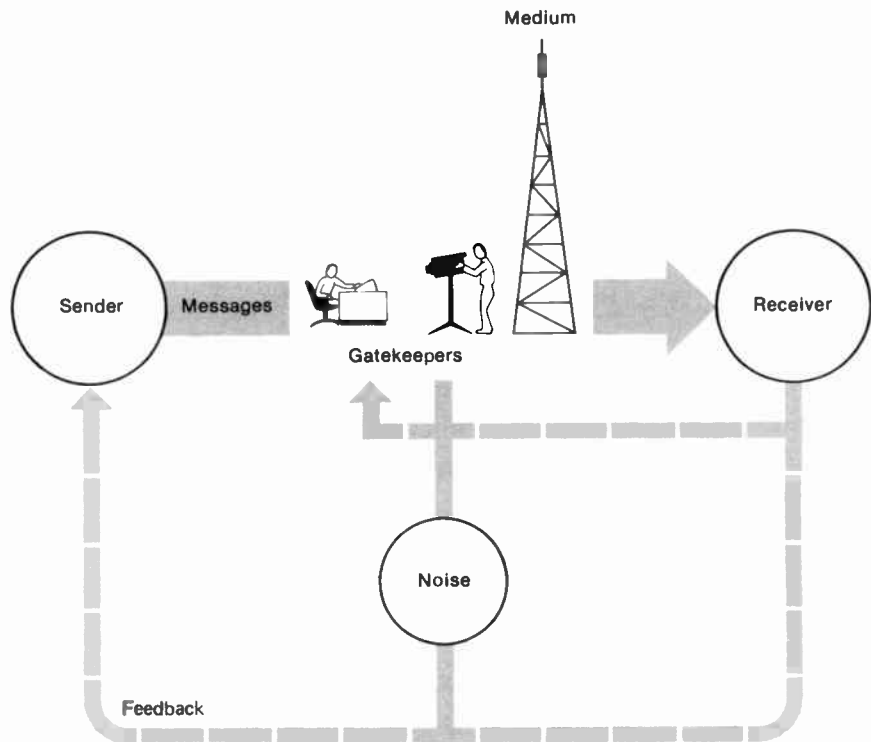 Medium
Sender
Messages
Receiver
Gatekeepers
Noise
Feedback